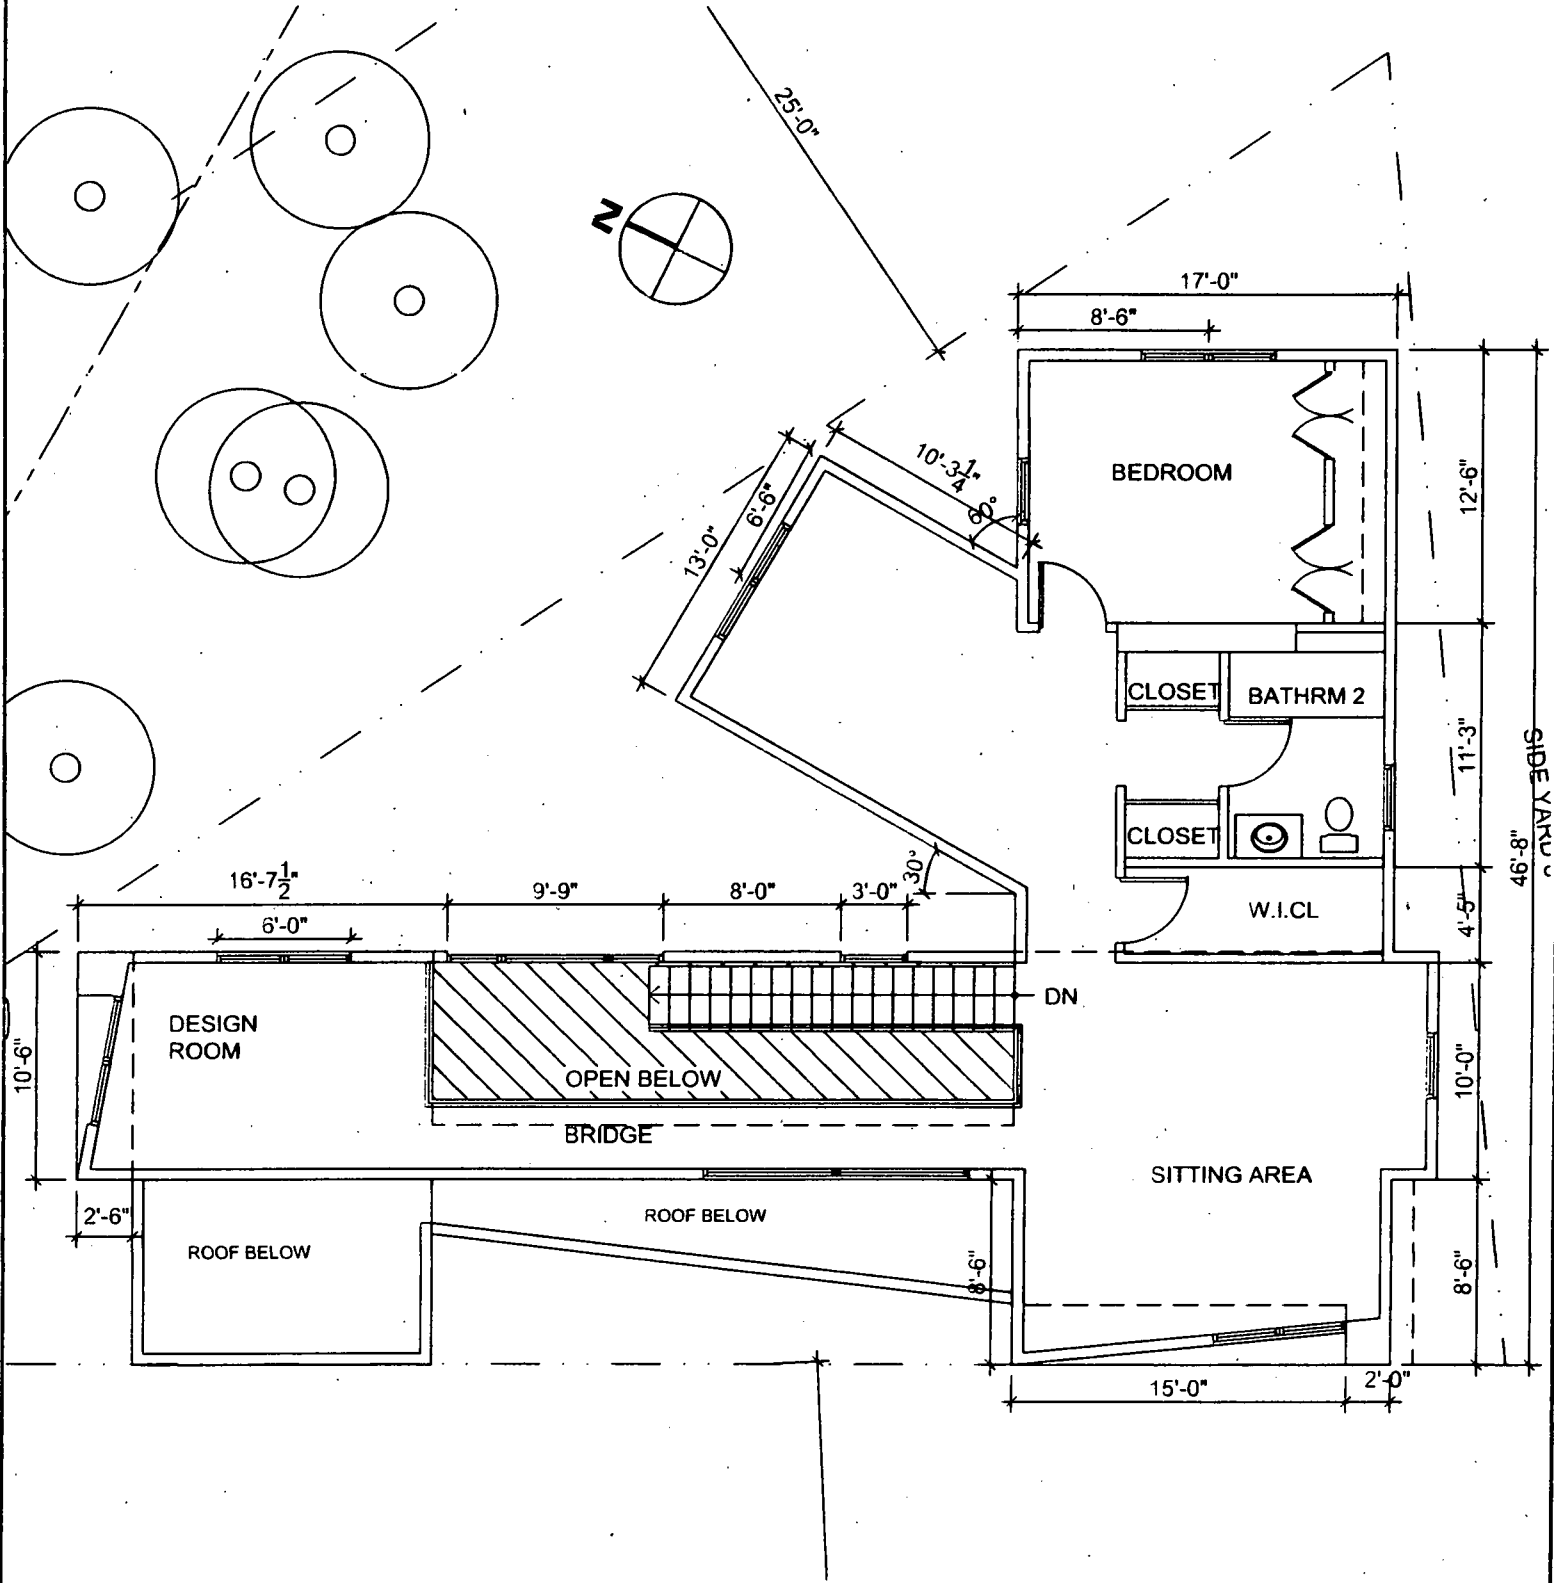 25'-0"
N
17'-0"
8'-6"
10'-3 1/4"
60°
BEDROOM
12'-6"
6'-6"
13'-0"
CLOSET
BATHRM 2
11'-3"
SIDE YARD
46'-8"
CLOSET
30°
16'-7 1/2"
9'-9"
8'-0"
3'-0"
W.I.CL
4'-5"
6'-0"
DN
DESIGN
ROOM
10'-6"
OPEN BELOW
10'-0"
BRIDGE
SITTING AREA
2'-6"
ROOF BELOW
ROOF BELOW
8'-6"
8'-6"
15'-0"
2'-0"